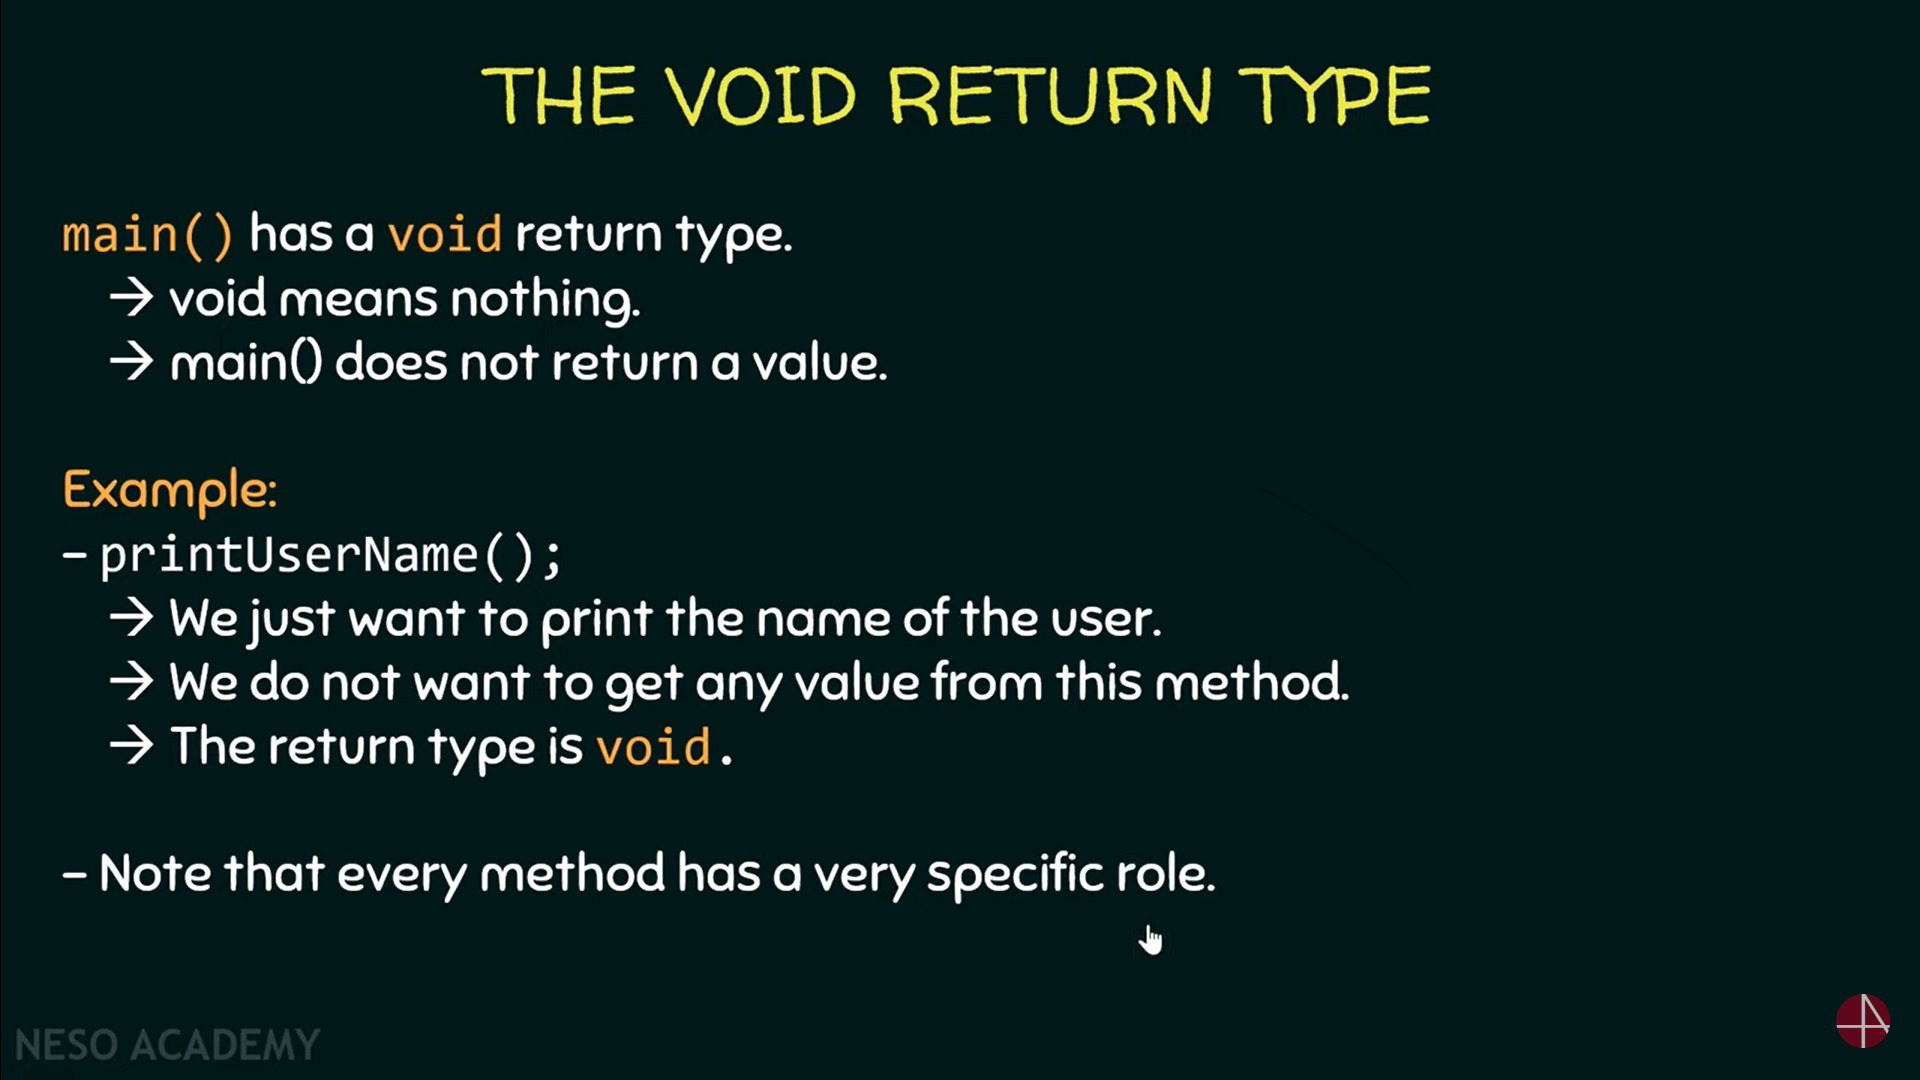 THE VOID RETURN TYPE
main() has a void return type.
→ void means nothing.
→ main() does not return a value.
Example:
– printUserName();
→ We just want to print the name of the user.
→ We do not want to get any value from this method.
→ The return type is void.
– Note that every method has a very specific role.
NESO ACADEMY